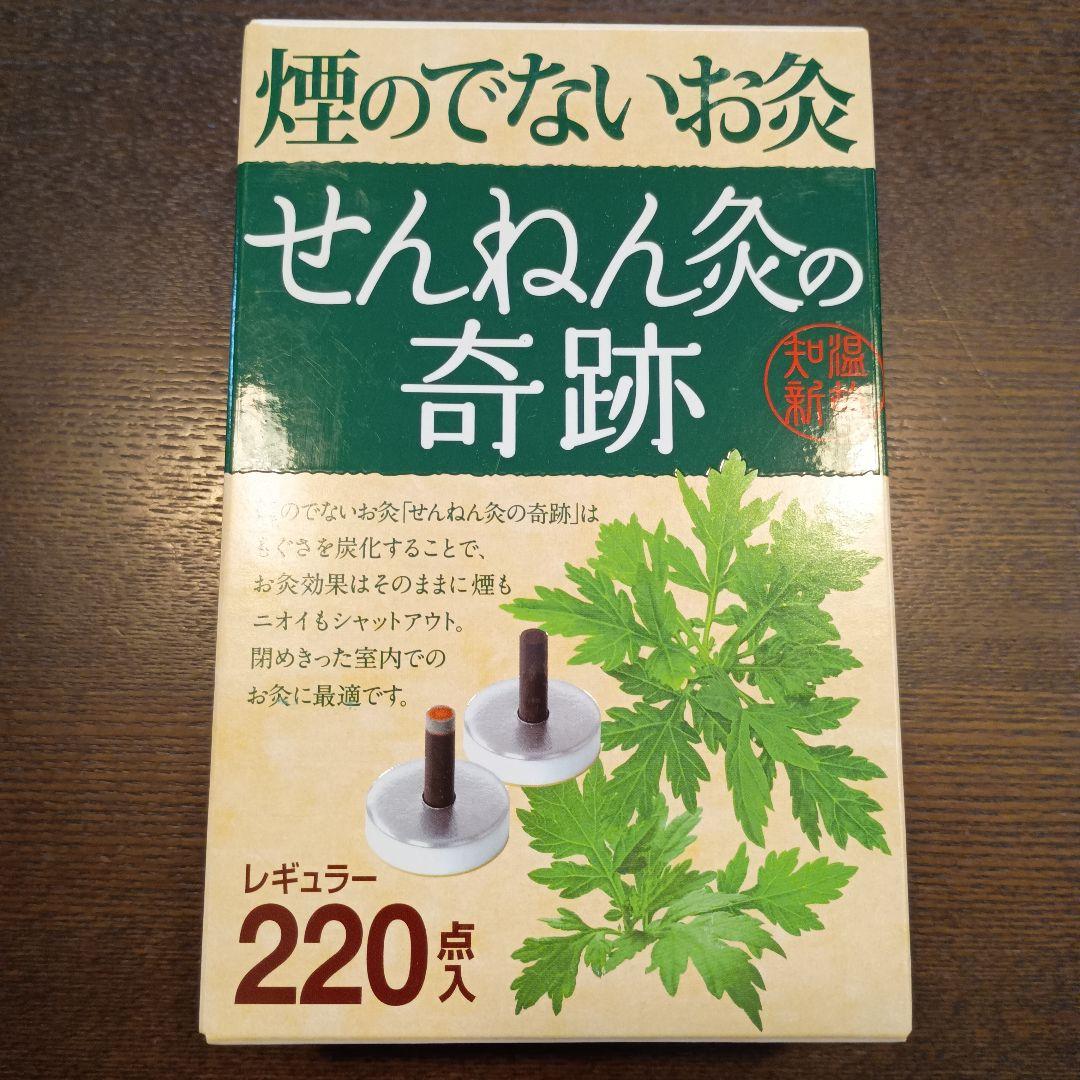 煙のでないお灸
せんねん灸の
奇跡
温故
知新
のでないお灸「せんねん灸の奇跡」は
もぐさを炭化することで、
お灸効果はそのままに煙も
ニオイもシャットアウト。
閉めきった室内での
お灸に最適です。
レギュラー
220点入